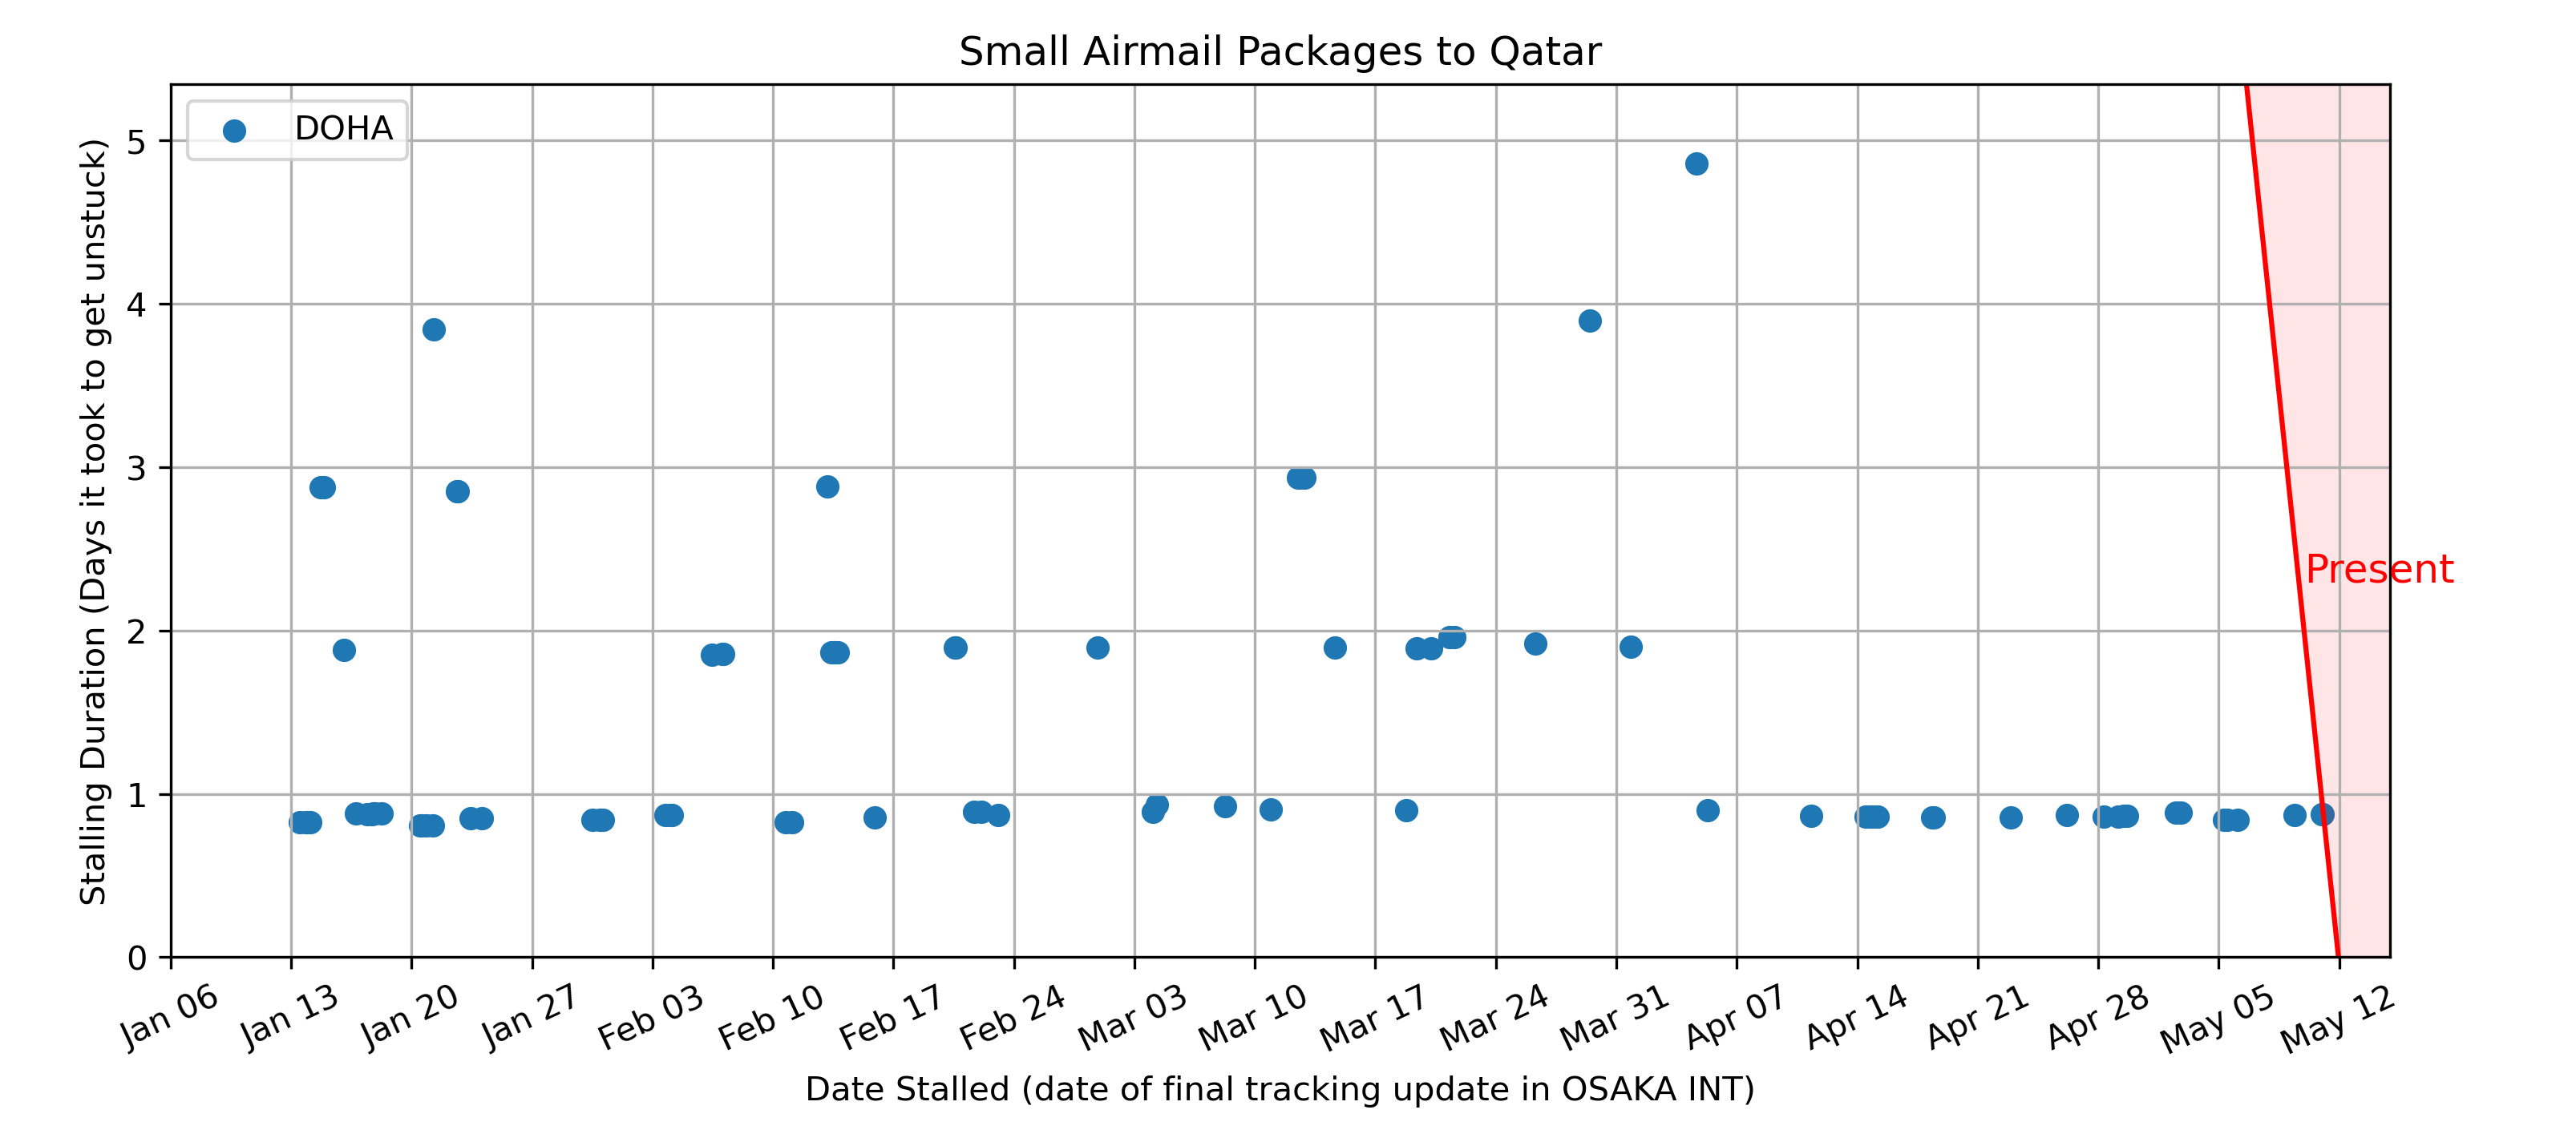 Small Airmail Packages to Qatar
DOHA
Stalling Duration (Days it took to get unstuck)
5
4
3
2
1
0
Present
Jan 06
Jan 13
Jan 20
Jan 27
Feb 03
Feb 10
Feb 17
Feb 24
Mar 03
Mar 10
Mar 17
Mar 24
Mar 31
Apr 07
Apr 14
Apr 21
Apr 28
May 05
May 12
Date Stalled (date of final tracking update in OSAKA INT)